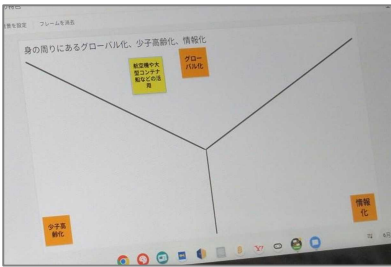 フレームを消去
身の周りにあるグローバル化、少子高齢化、情報化
航空機や大
型コンテナ
船などの活
用
グロー
バル化
少子高
齢化
情報
化